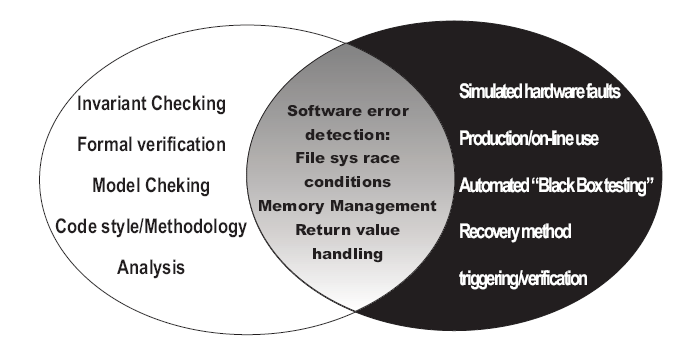 Invariant Checking
Formal verification
Model Cheking
Code style/Methodology
Analysis
Software error
detection:
File sys race
conditions
Memory Management
Return value
handling
Simulated hardware faults
Production/on-line use
Automated “Black Box testing”
Recovery method
triggering/verification